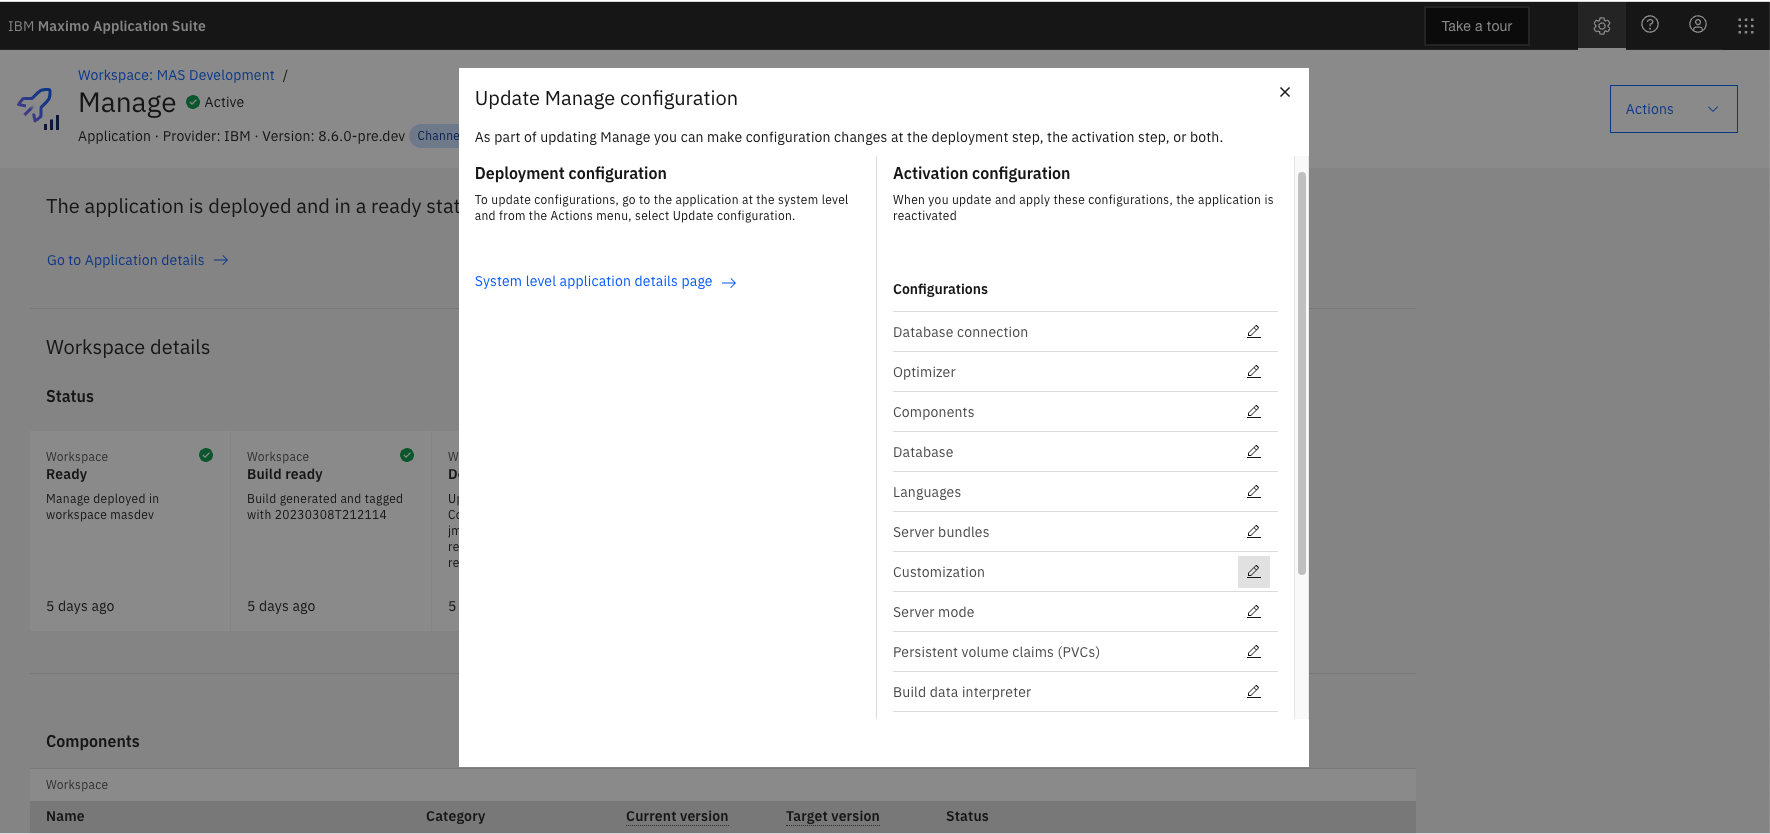 IBM Maximo Application Suite
Take a tour
Workspace: MAS Development /
Manage Active
Application · Provider: IBM · Version: 8.6.0-pre.dev Channe
Actions
The application is deployed and in a ready stat
Go to Application details
Workspace details
Status
Workspace
Ready
Manage deployed in
workspace masdev
5 days ago
Workspace
Build ready
Build generated and tagged
with 20230308T212114
5 days ago
W
D
Up
Co
jm
re
re
5
Components
Workspace
Name Category Current version Target version Status
Update Manage configuration
As part of updating Manage you can make configuration changes at the deployment step, the activation step, or both.
Deployment configuration
To update configurations, go to the application at the system level
and from the Actions menu, select Update configuration.
System level application details page
Activation configuration
When you update and apply these configurations, the application is
reactivated
Configurations
Database connection
Optimizer
Components
Database
Languages
Server bundles
Customization
Server mode
Persistent volume claims (PVCs)
Build data interpreter